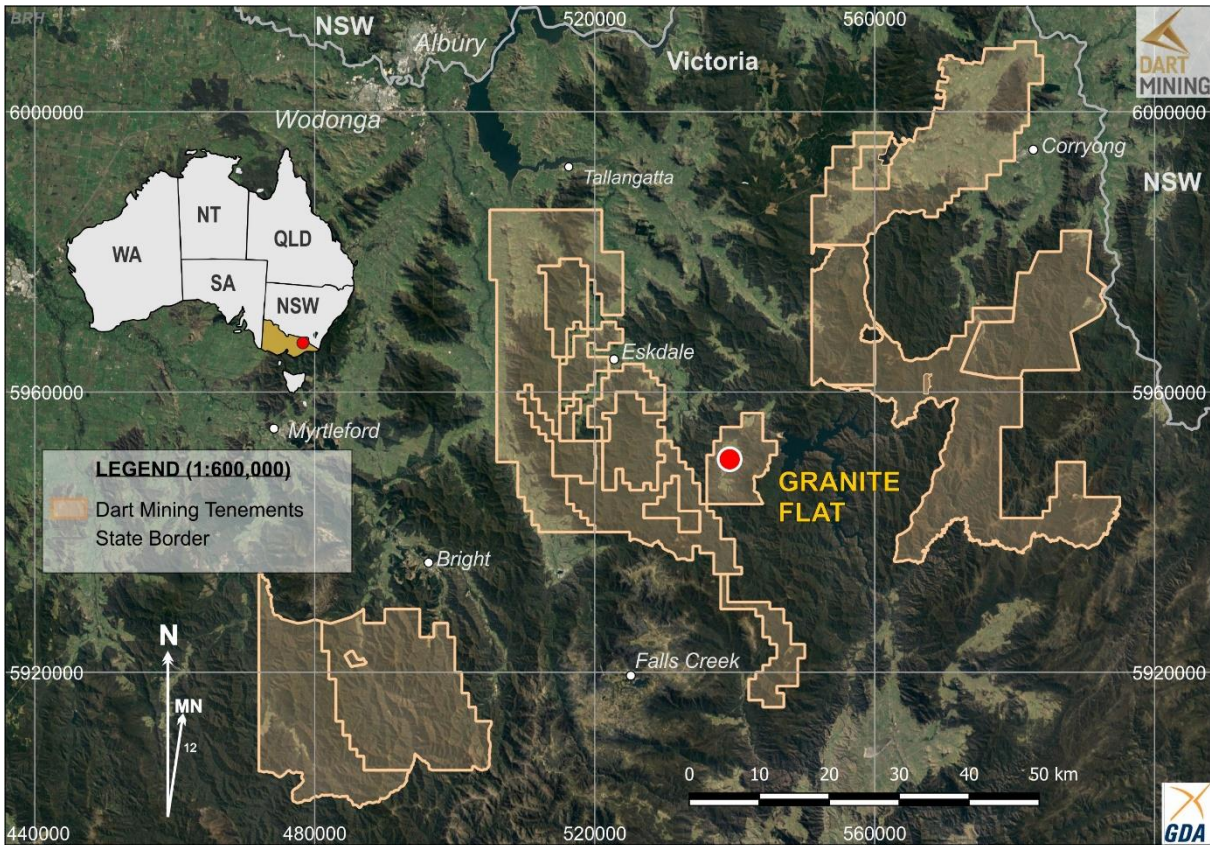 BRH
NSW
520000
560000
Albury
Victoria
DART
MINING
6000000
6000000
Wodonga
Corryong
Tallangatta
NSW
NT
QLD
WA
SA
NSW
Eskdale
5960000
5960000
Myrtleford
LEGEND (1:600,000)
Dart Mining Tenements
State Border
GRANITE
FLAT
Bright
N
Falls Creek
5920000
5920000
MN
12
0 10 20 30 40 50 km
440000
480000
520000
560000
GDA